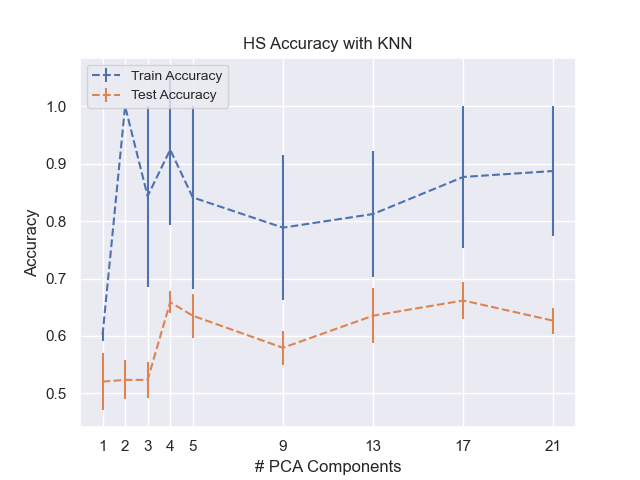 HS Accuracy with KNN
Train Accuracy
Test Accuracy
1.0
0.9
0.8
0.7
0.6
0.5
Accuracy
1 2 3 4 5 9 13 17 21
# PCA Components